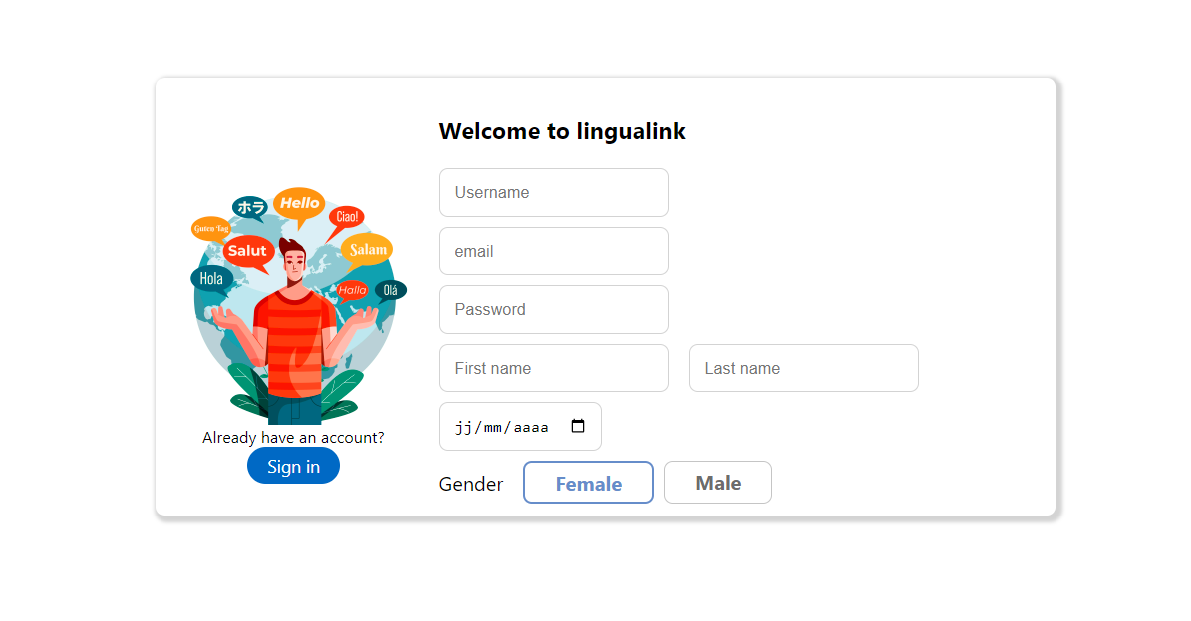 Welcome to lingualink
Username
email
Password
First name
Last name
jj/mm/aaaa
Gender
Female
Male
ホラ
Hello
Ciao!
Guten Tag
Salut
Salam
Hola
Halla
Olá
Already have an account?
Sign in